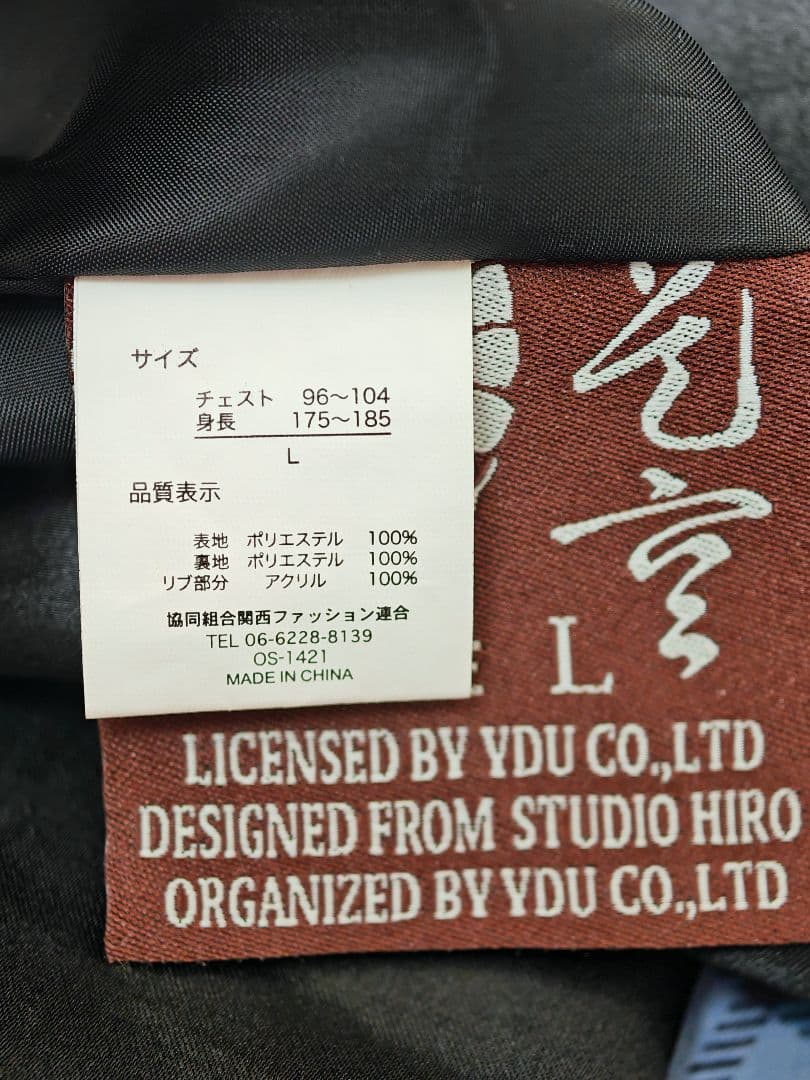 サイズ
チェスト 96～104
身長 175～185
L
品質表示
表地 ポリエステル 100%
裏地 ポリエステル 100%
リブ部分 アクリル 100%
協同組合関西ファッション連合
TEL 06-6228-8139
OS-1421
MADE IN CHINA
L
LICENSED BY YDU CO.,LTD
DESIGNED FROM STUDIO HIRO
ORGANIZED BY YDU CO.,LTD